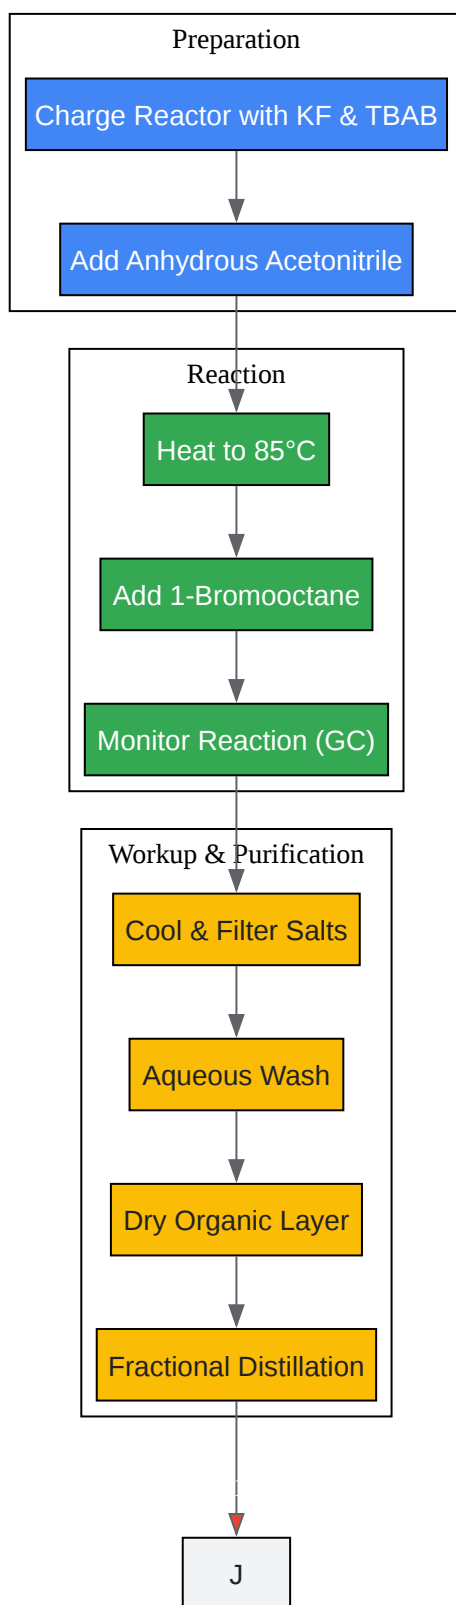 Preparation
Charge Reactor with KF & TBAB
Add Anhydrous Acetonitrile
Reaction
Heat to 85°C
Add 1-Bromooctane
Monitor Reaction (GC)
Workup & Purification
Cool & Filter Salts
Aqueous Wash
Dry Organic Layer
Fractional Distillation
J